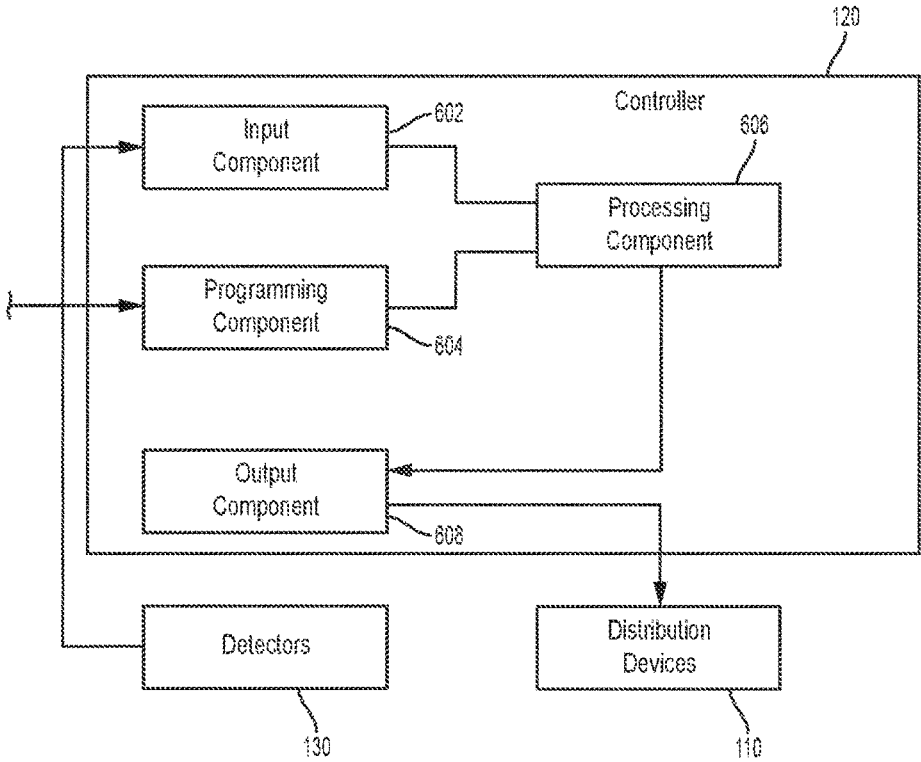 120
Controller
Input
Component
602
606
Processing
Component
Programming
Component
604
Output
Component
608
Detectors
Distribution
Devices
130
110